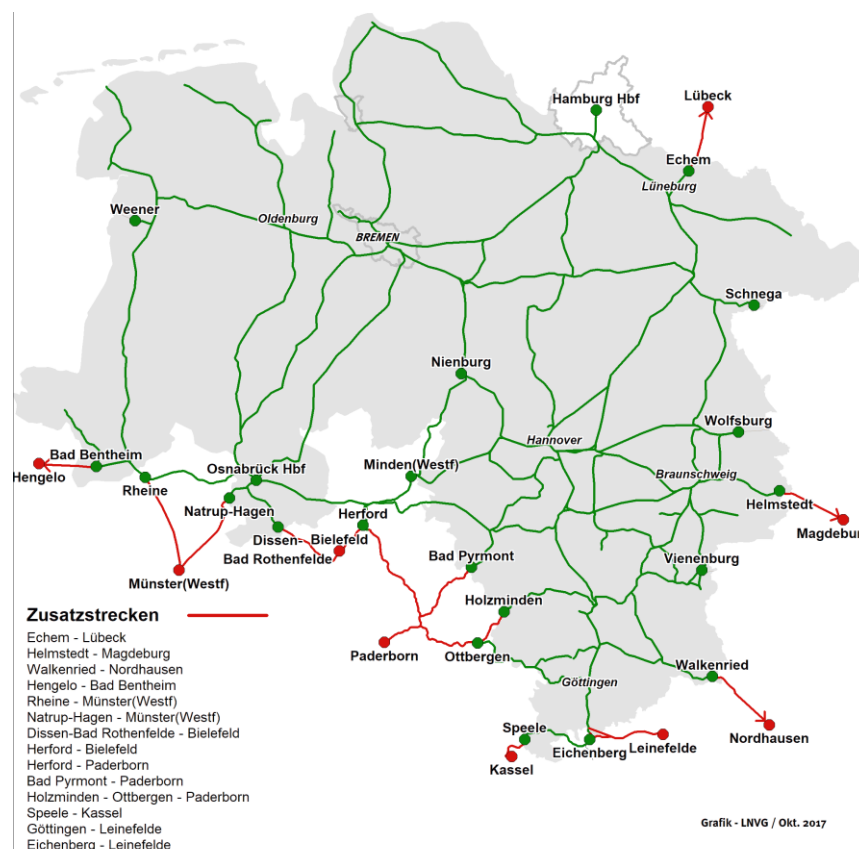 Hamburg Hbf
Lübeck
Echem
Lüneburg
Weener
Oldenburg
BREMEN
Schnega
Nienburg
Wolfsburg
Hannover
Bad Bentheim
Hengelo
Osnabrück Hbf
Minden(Westf)
Braunschweig
Rheine
Natrup-Hagen
Helmstedt
Herford
Magdebur
Dissen-
Bad Rothenfelde
Bielefeld
Bad Pyrmont
Vienenburg
Münster(Westf)
Holzminden
Paderborn
Ottbergen
Walkenried
Göttingen
Speele
Kassel
Eichenberg
Leinefelde
Nordhausen
Zusatzstrecken
Echem - Lübeck
Helmstedt - Magdeburg
Walkenried - Nordhausen
Hengelo - Bad Bentheim
Rheine - Münster(Westf)
Natrup-Hagen - Münster(Westf)
Dissen-Bad Rothenfelde - Bielefeld
Herford - Bielefeld
Herford - Paderborn
Bad Pyrmont - Paderborn
Holzminden - Ottbergen - Paderborn
Speele - Kassel
Göttingen - Leinefelde
Eichenberg - Leinefelde
Grafik - LNVG / Okt. 2017